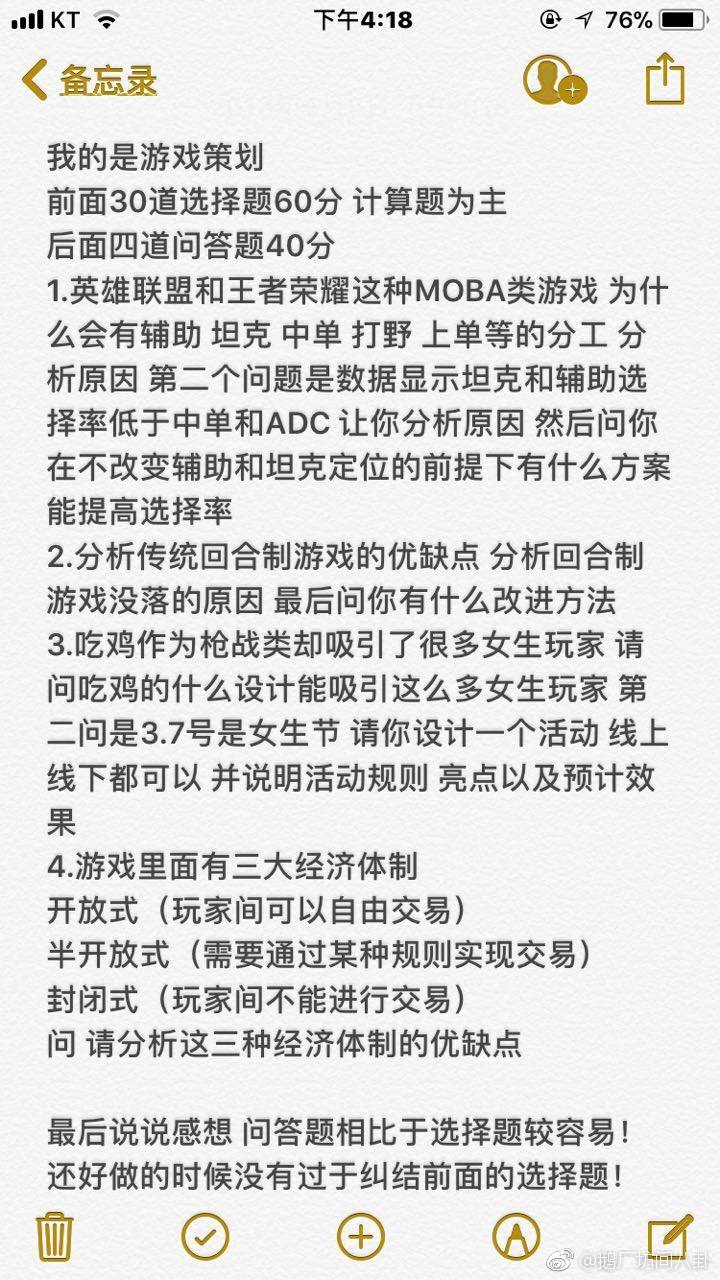 KT 下午4:18 76%
备忘录
我的是游戏策划
前面30道选择题60分 计算题为主
后面四道问答题40分
1.英雄联盟和王者荣耀这种MOBA类游戏 为什
么会有辅助 坦克 中单 打野 上单等的分工 分
析原因 第二个问题是数据显示坦克和辅助选
择率低于中单和ADC 让你分析原因 然后问你
在不改变辅助和坦克定位的前提下有什么方案
能提高选择率
2.分析传统回合制游戏的优缺点 分析回合制
游戏没落的原因 最后问你有什么改进方法
3.吃鸡作为枪战类却吸引了很多女生玩家 请
问吃鸡的什么设计能吸引这么多女生玩家 第
二问是3.7号是女生节 请你设计一个活动 线上
线下都可以 并说明活动规则 亮点以及预计效
果
4.游戏里面有三大经济体制
开放式（玩家间可以自由交易）
半开放式（需要通过某种规则实现交易）
封闭式（玩家间不能进行交易）
问 请分析这三种经济体制的优缺点
最后说说感想 问答题相比于选择题较容易！
还好做的时候没有过于纠结前面的选择题！
@鹅厂坊间八卦